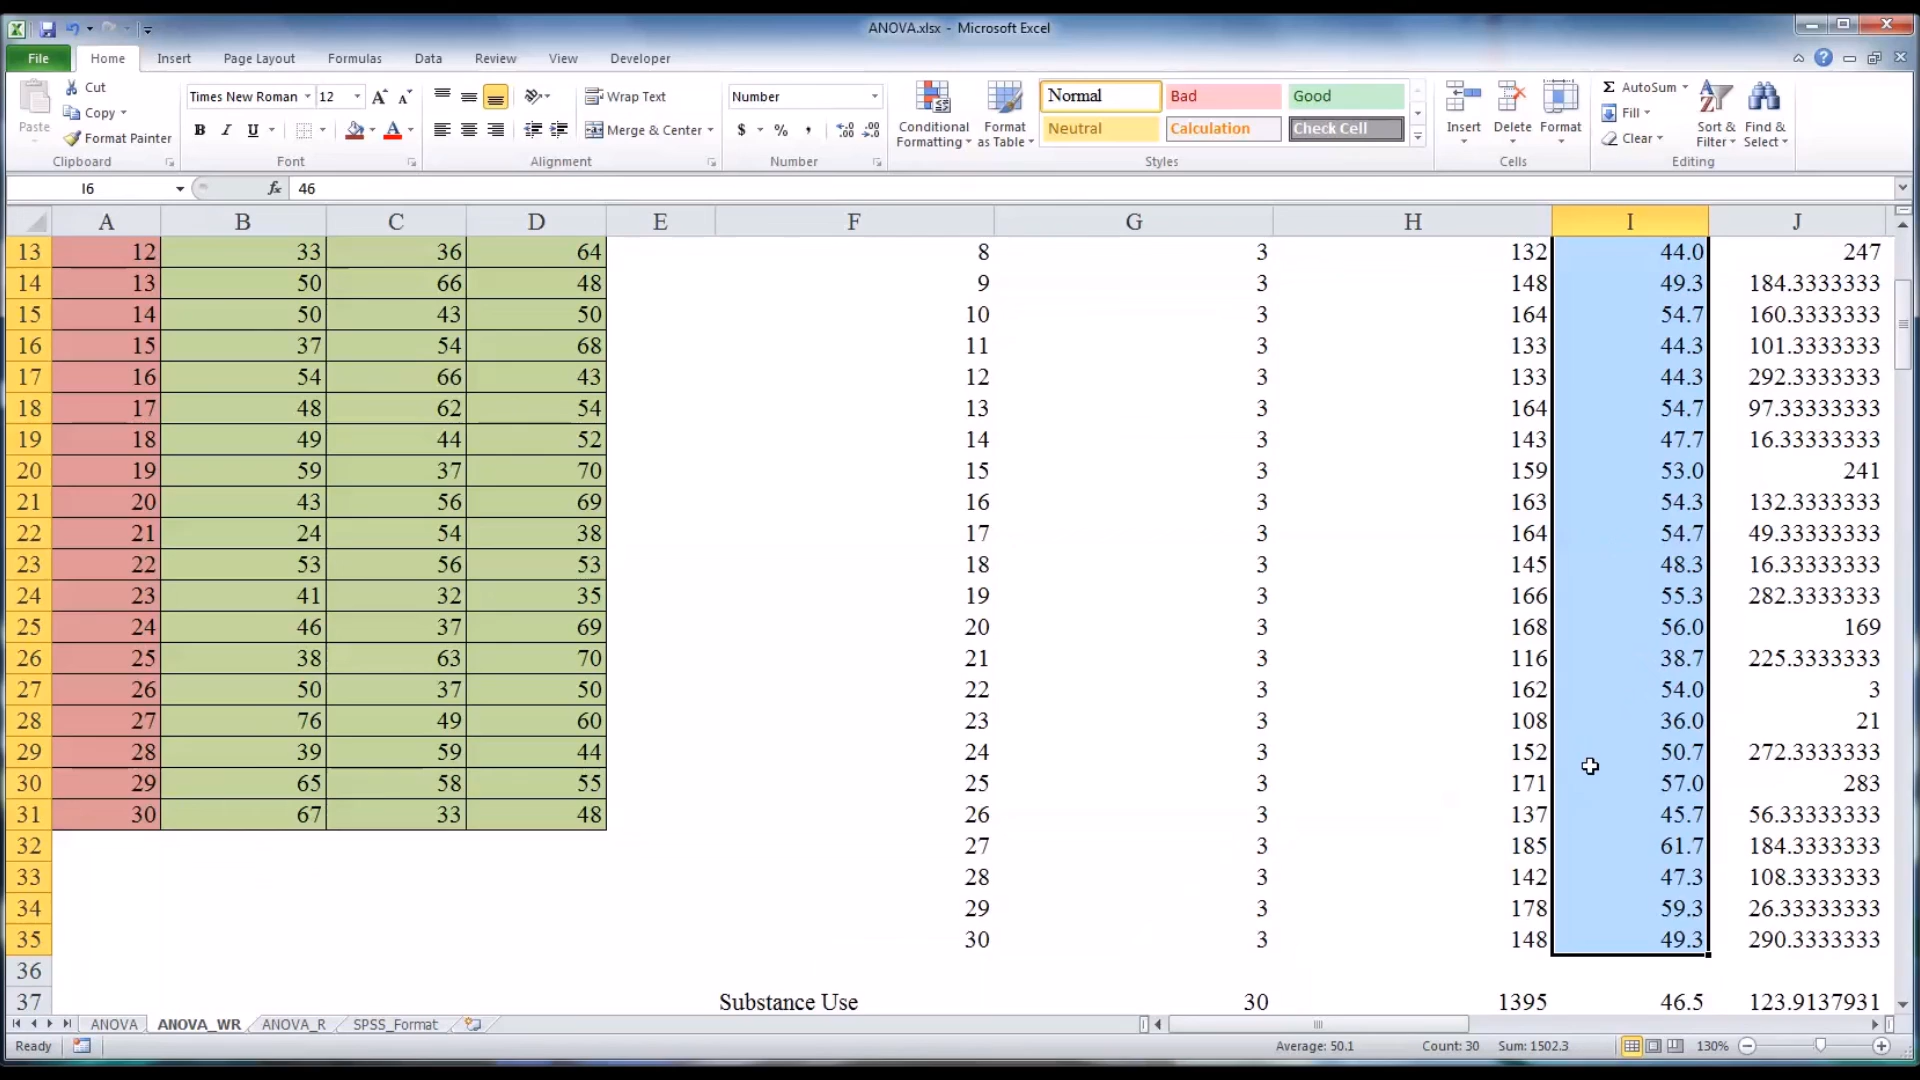 ANOVA.xlsx - Microsoft Excel
File Home Insert Page Layout Formulas Data Review View Developer
Paste Cut Copy Format Painter Clipboard
Times New Roman 12 B I U Font
Wrap Text Merge & Center Alignment
Number $ % , Number
Conditional Formatting Format as Table
Normal Bad Good
Neutral Calculation Check Cell
Styles
Insert Delete Format Cells
AutoSum Fill Clear Sort & Filter Find & Select Editing
I6 fx 46
A B C D E F G H I J
13 12 33 36 64 8 3 132 44.0 247
14 13 50 66 48 9 3 148 49.3 184.3333333
15 14 50 43 50 10 3 164 54.7 160.3333333
16 15 37 54 68 11 3 133 44.3 101.3333333
17 16 54 66 43 12 3 133 44.3 292.3333333
18 17 48 62 54 13 3 164 54.7 97.33333333
19 18 49 44 52 14 3 143 47.7 16.33333333
20 19 59 37 70 15 3 159 53.0 241
21 20 43 56 69 16 3 163 54.3 132.3333333
22 21 24 54 38 17 3 164 54.7 49.33333333
23 22 53 56 53 18 3 145 48.3 16.33333333
24 23 41 32 35 19 3 166 55.3 282.3333333
25 24 46 37 69 20 3 168 56.0 169
26 25 38 63 70 21 3 116 38.7 225.3333333
27 26 50 37 50 22 3 162 54.0 3
28 27 76 49 60 23 3 108 36.0 21
29 28 39 59 44 24 3 152 50.7 272.3333333
30 29 65 58 55 25 3 171 57.0 283
31 30 67 33 48 26 3 137 45.7 56.33333333
32 27 3 185 61.7 184.3333333
33 28 3 142 47.3 108.3333333
34 29 3 178 59.3 26.33333333
35 30 3 148 49.3 290.3333333
36
37 Substance Use 30 1395 46.5 123.9137931
ANOVA ANOVA_WR ANOVA_R SPSS_Format
Ready Average: 50.1 Count: 30 Sum: 1502.3 130%